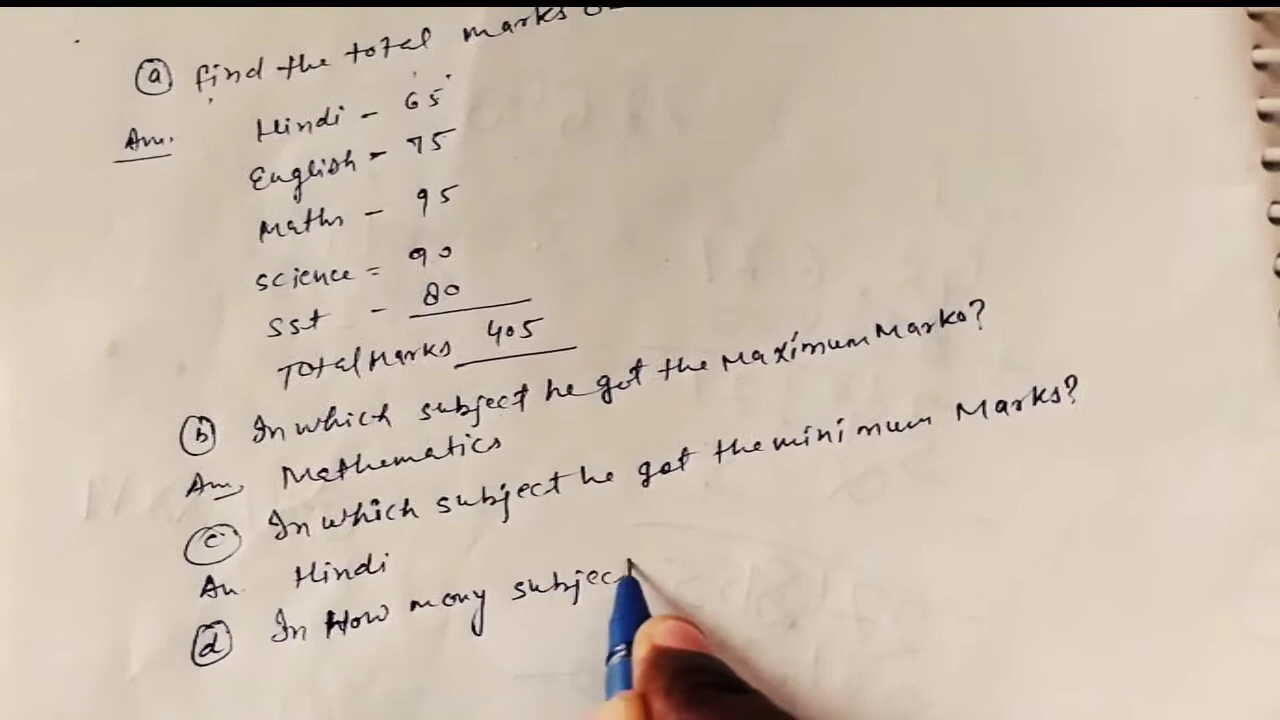 (a) find the total marks
Ans. Hindi - 65
English - 75
Maths - 95
science = 90
sst - 80
Total Marks 405
(b) In which subject he got the Maximum Marks?
Ans Mathematics
(c) In which subject he got the minimum Marks?
An Hindi
(d) In How many subjec